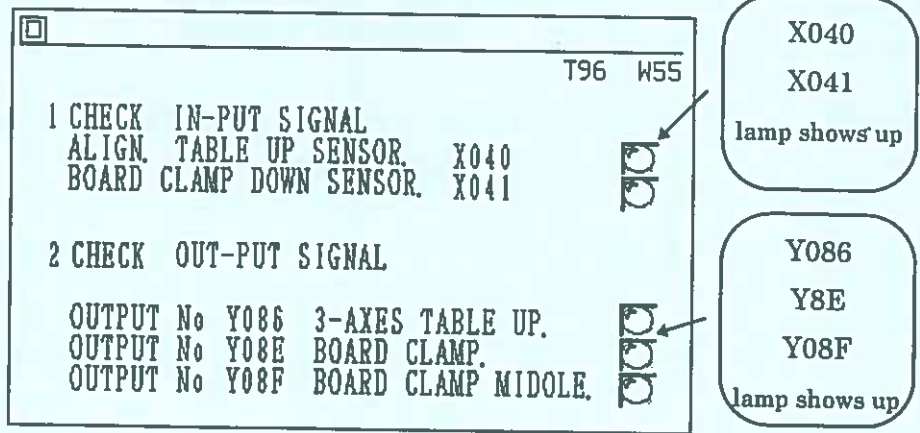 T96 W55
1 CHECK IN-PUT SIGNAL
ALIGN. TABLE UP SENSOR. X040
BOARD CLAMP DOWN SENSOR. X041
2 CHECK OUT-PUT SIGNAL
OUTPUT No Y086 3-AXES TABLE UP.
OUTPUT No Y08E BOARD CLAMP.
OUTPUT No Y08F BOARD CLAMP MIDOLE.
X040
X041
lamp shows up
Y086
Y8E
Y08F
lamp shows up